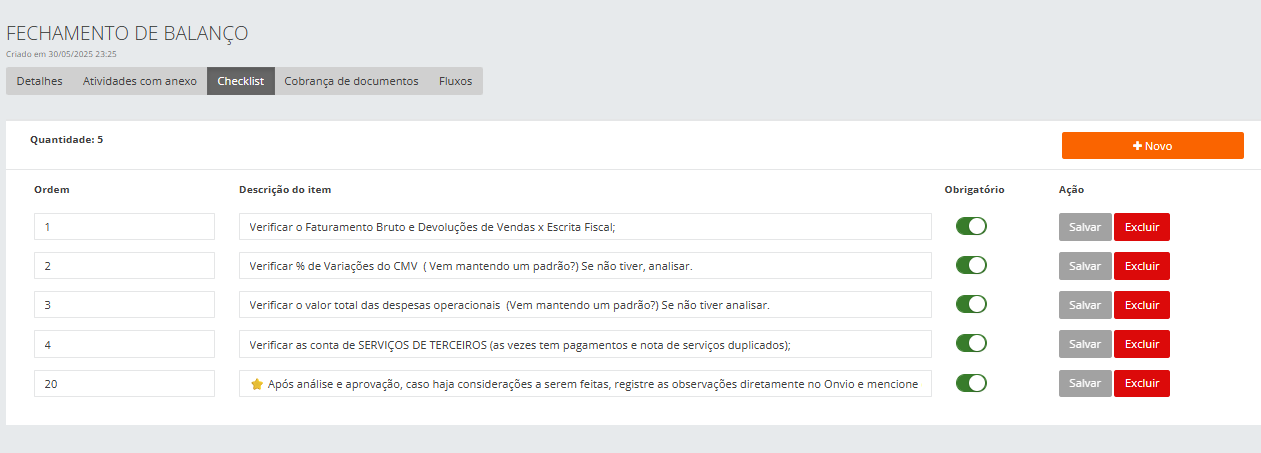 FECHAMENTO DE BALANÇO
Criado em 30/05/2025 23:25
Detalhes Atividades com anexo Checklist Cobrança de documentos Fluxos
Quantidade: 5 Novo
Ordem Descrição do item Obrigatório Ação
1 Verificar o Faturamento Bruto e Devoluções de Vendas x Escrita Fiscal; Salvar Excluir
2 Verificar % de Variações do CMV ( Vem mantendo um padrão?) Se não tiver, analisar. Salvar Excluir
3 Verificar o valor total das despesas operacionais (Vem mantendo um padrão?) Se não tiver analisar. Salvar Excluir
4 Verificar as conta de SERVIÇOS DE TERCEIROS (as vezes tem pagamentos e nota de serviços duplicados); Salvar Excluir
20 ⭐ Após análise e aprovação, caso haja considerações a serem feitas, registre as observações diretamente no Onvio e mencione Salvar Excluir